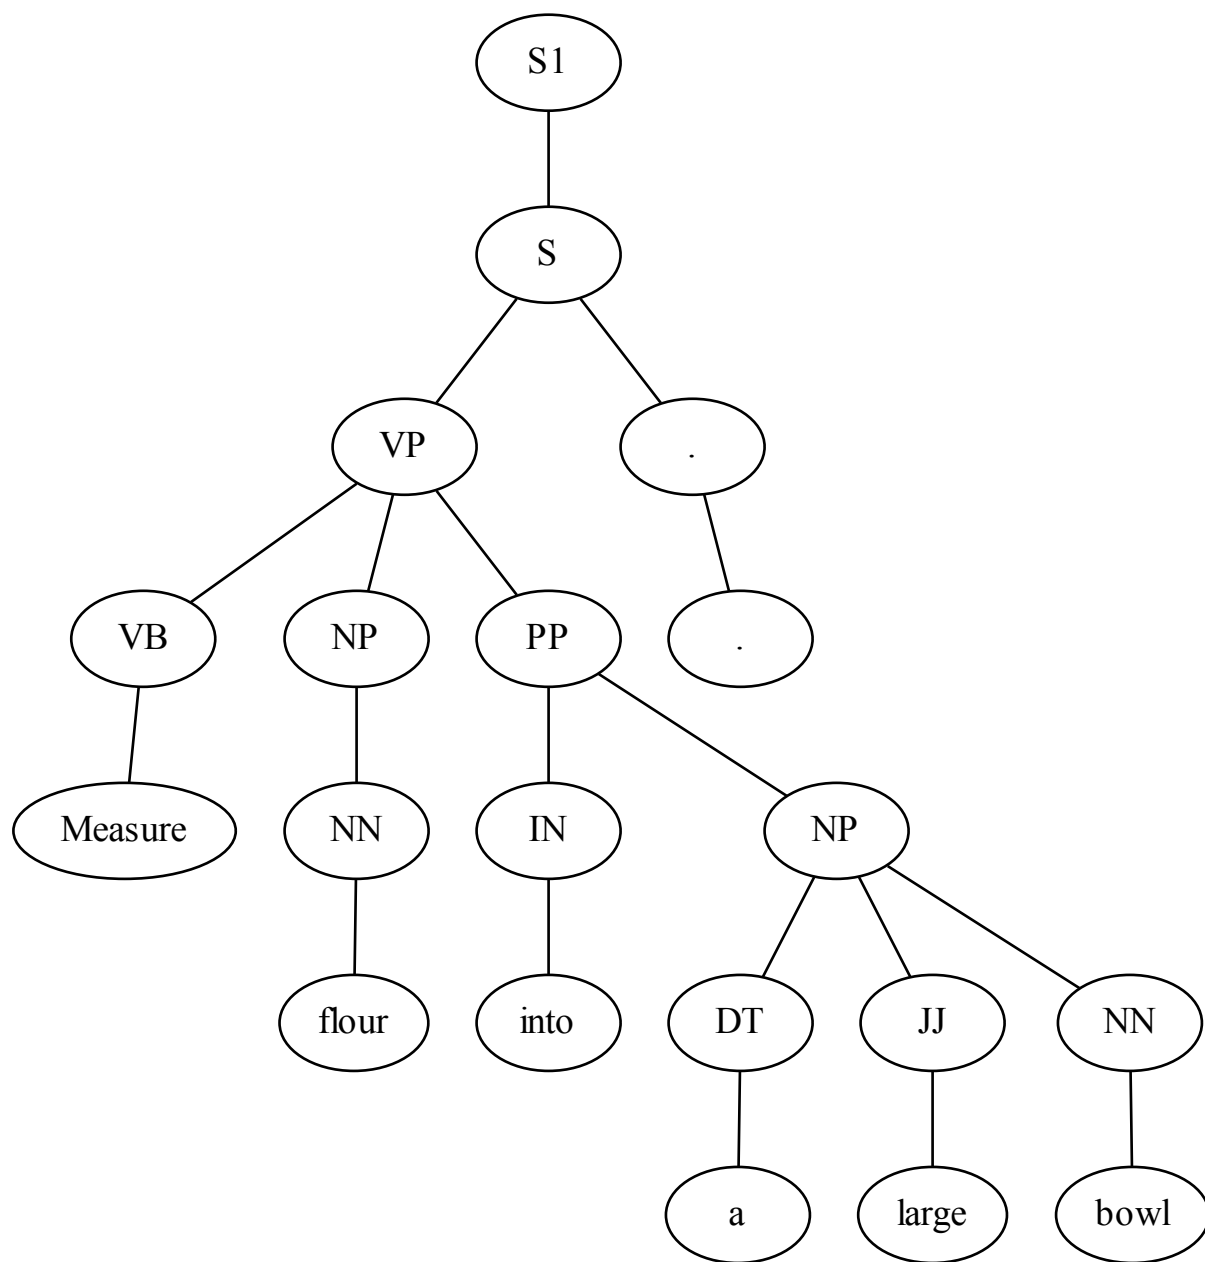 S1
S
VP .
VB NP PP .
Measure NN IN NP
flour into DT JJ NN
a large bowl